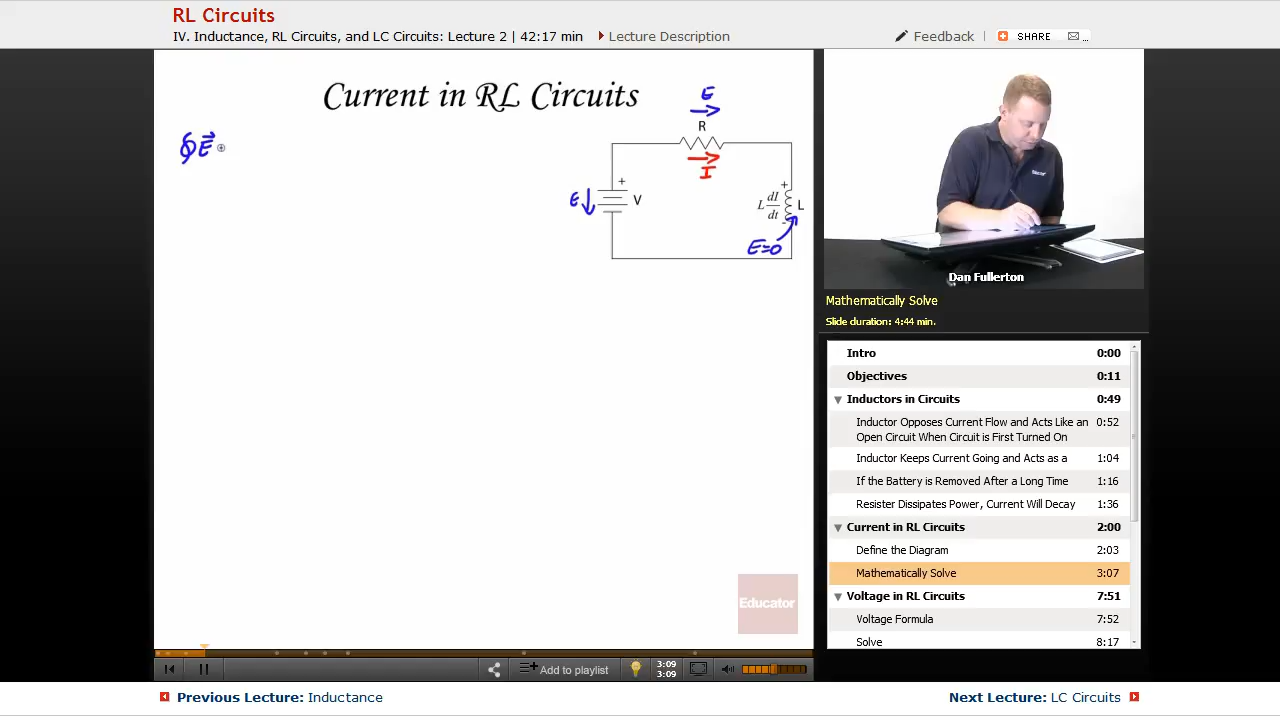 RL Circuits
IV. Inductance, RL Circuits, and LC Circuits: Lecture 2 | 42:17 min Lecture Description
Feedback | SHARE ...
Current in RL Circuits
∮E⃗
E
R
I
+
E V
+
L dI/dt L
-
E=0
Educator
Dan Fullerton
Mathematically Solve
Slide duration: 4:44 min.
Intro 0:00
Objectives 0:11
Inductors in Circuits 0:49
Inductor Opposes Current Flow and Acts Like an 0:52
Open Circuit When Circuit is First Turned On
Inductor Keeps Current Going and Acts as a 1:04
If the Battery is Removed After a Long Time 1:16
Resister Dissipates Power, Current Will Decay 1:36
Current in RL Circuits 2:00
Define the Diagram 2:03
Mathematically Solve 3:07
Voltage in RL Circuits 7:51
Voltage Formula 7:52
Solve 8:17
Add to playlist
3:09
3:09
Previous Lecture: Inductance
Next Lecture: LC Circuits